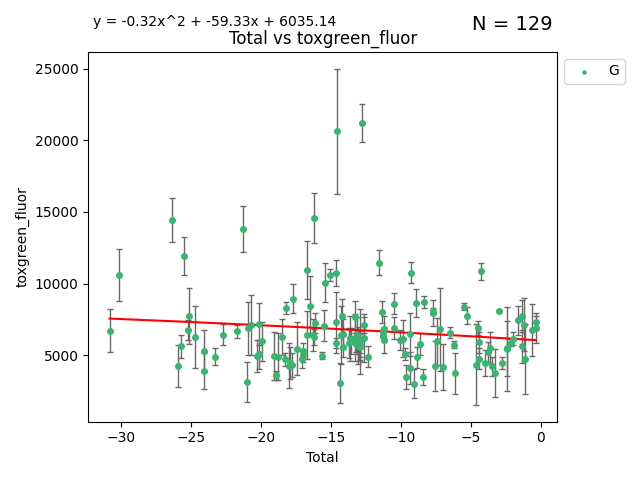 y = -0.32x^2 + -59.33x + 6035.14
N = 129
Total vs toxgreen_fluor
G
25000
20000
15000
10000
5000
toxgreen_fluor
−30
−25
−20
−15
−10
−5
0
Total